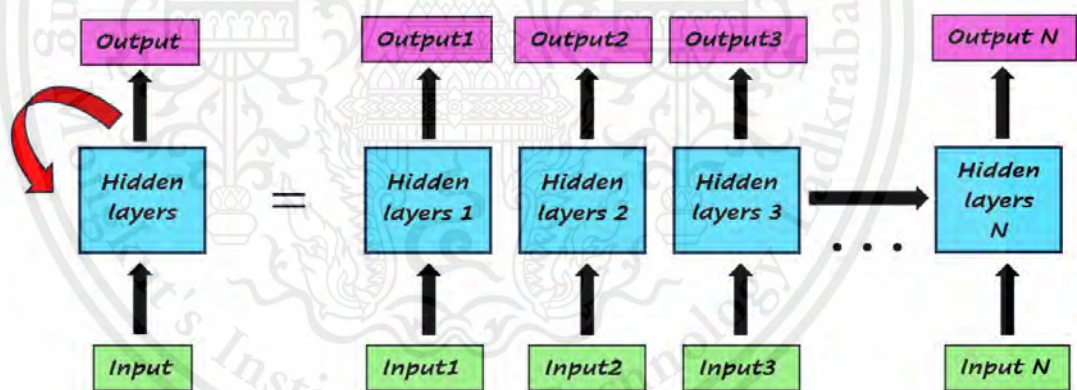 Output
Output1
Output2
Output3
Output N
Hidden
layers
=
Hidden
layers 1
Hidden
layers 2
Hidden
layers 3
. . .
Hidden
layers
N
Input
Input1
Input2
Input3
Input N